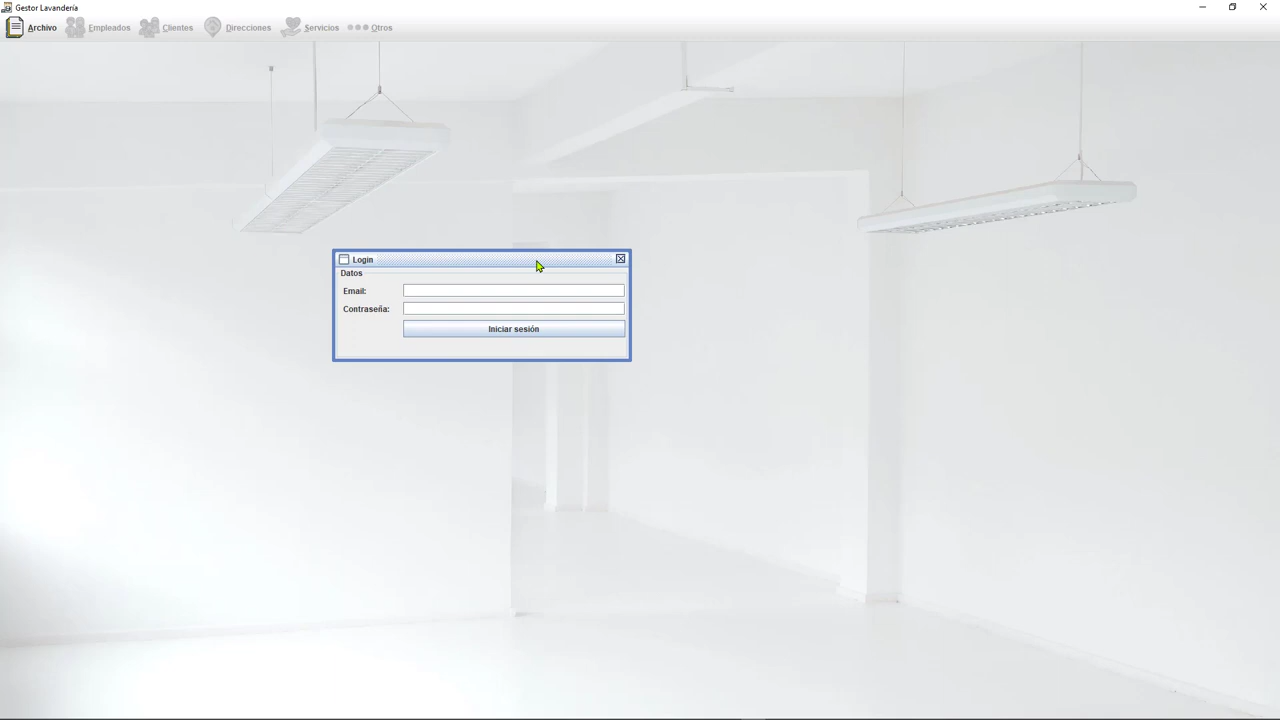 Gestor Lavandería
Archivo Empleados Clientes Direcciones Servicios Otros
Login
Datos
Email:
Contraseña:
Iniciar sesión